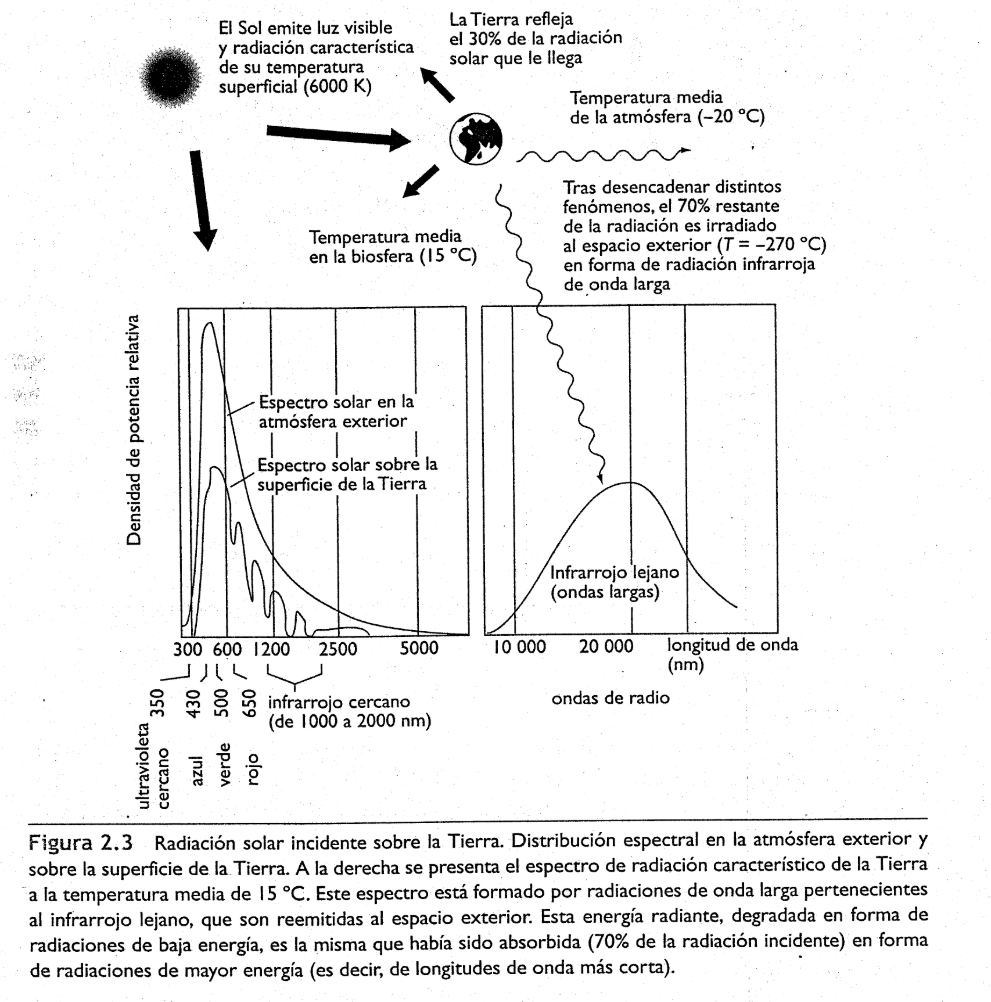 El Sol emite luz visible
y radiación característica
de su temperatura
superficial (6000 K)
La Tierra refleja
el 30% de la radiación
solar que le llega
Temperatura media
de la atmósfera (–20 °C)
Temperatura media
en la biosfera (15 °C)
Tras desencadenar distintos
fenómenos, el 70% restante
de la radiación es irradiado
al espacio exterior (T = –270 °C)
en forma de radiación infrarroja
de onda larga
Densidad de potencia relativa
Espectro solar en la
atmósfera exterior
Espectro solar sobre la
superficie de la Tierra
Infrarrojo lejano
(ondas largas)
300 600 1200 2500 5000
10 000 20 000 longitud de onda
(nm)
350 430 500 650
infrarrojo cercano
(de 1000 a 2000 nm)
ondas de radio
ultravioleta
cercano
azul
verde
rojo
Figura 2.3 Radiación solar incidente sobre la Tierra. Distribución espectral en la atmósfera exterior y
sobre la superficie de la Tierra. A la derecha se presenta el espectro de radiación característico de la Tierra
a la temperatura media de 15 °C. Este espectro está formado por radiaciones de onda larga pertenecientes
al infrarrojo lejano, que son reemitidas al espacio exterior. Esta energía radiante, degradada en forma de
radiaciones de baja energía, es la misma que había sido absorbida (70% de la radiación incidente) en forma
de radiaciones de mayor energía (es decir, de longitudes de onda más corta).